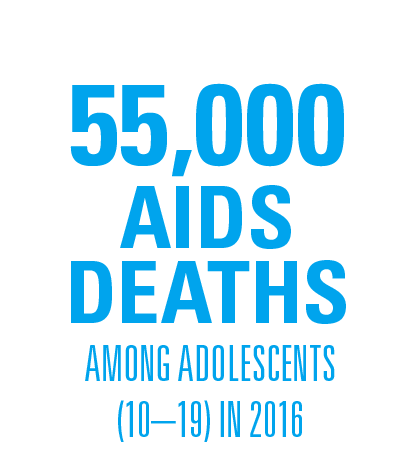 55,000
AIDS
DEATHS
AMONG ADOLESCENTS
(10–19) IN 2016